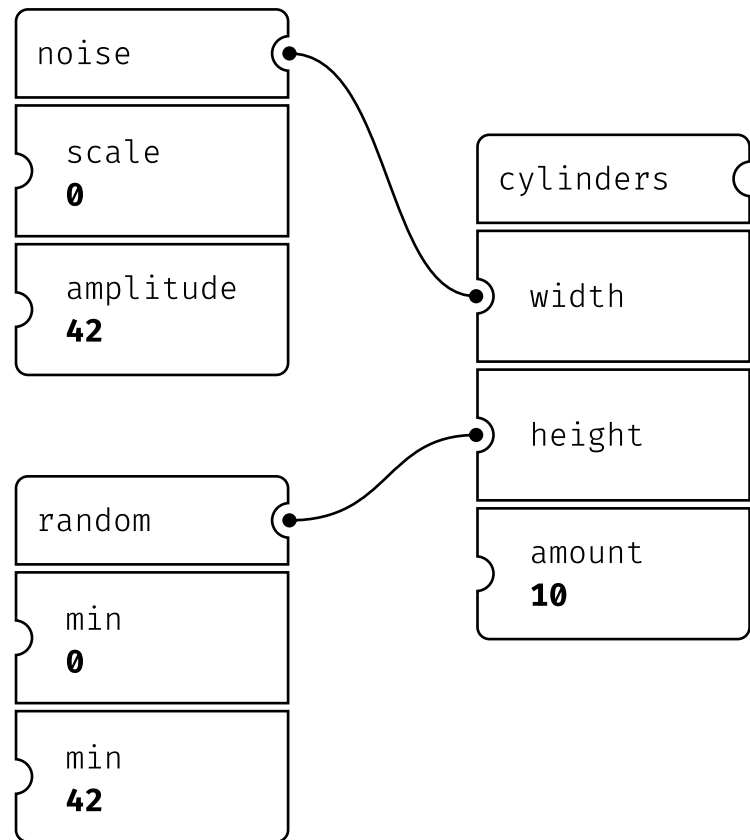 noise
scale
0
amplitude
42
random
min
0
min
42
cylinders
width
height
amount
10